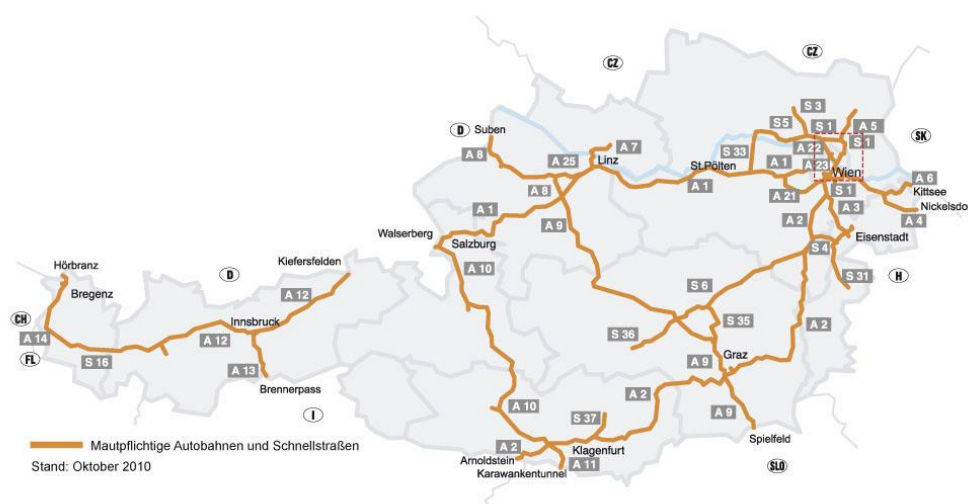 CZ
CZ
S 3
S 5
S 1
A 5
SK
D
Suben
S 33
A 22
S 1
A 7
A 8
A 25
Linz
St.Pölten
A 1
A 23
Wien
A 6
Kittsee
A 8
A 1
A 21
S 1
A 3
Nickelsdo
A 1
A 9
A 2
A 4
Walserberg
Salzburg
Eisenstadt
S 4
Hörbranz
D
Kiefersfelden
A 10
S 31
H
Bregenz
A 12
S 6
CH
Innsbruck
S 35
A 2
A 14
A 12
S 36
FL
S 16
A 13
A 9
Graz
Brennerpass
A 2
I
A 10
S 37
A 9
Mautpflichtige Autobahnen und Schnellstraßen
A 2
Klagenfurt
Spielfeld
Stand: Oktober 2010
Arnoldstein
A 11
SLO
Karawankentunnel